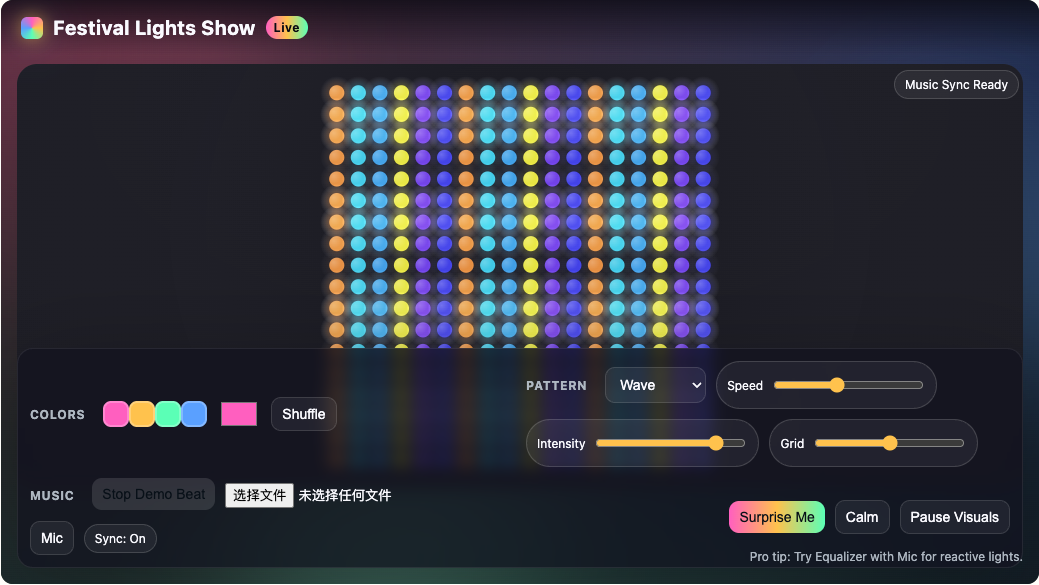 Festival Lights Show
Live
Music Sync Ready
COLORS
Shuffle
PATTERN
Wave
Speed
Intensity
Grid
MUSIC
Stop Demo Beat
选择文件 未选择任何文件
Mic
Sync: On
Surprise Me
Calm
Pause Visuals
Pro tip: Try Equalizer with Mic for reactive lights.